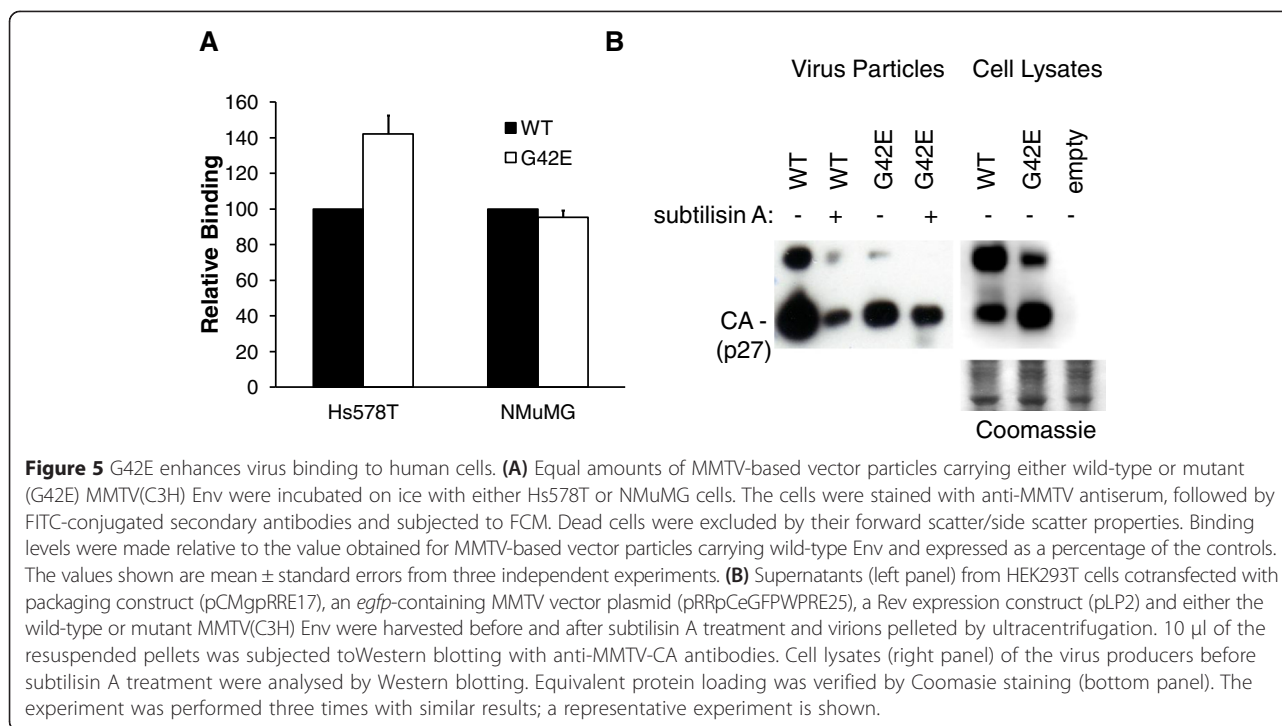 A
B
160
140
120
100
80
60
40
20
0
Relative Binding
WT
G42E
Hs578T
NMuMG
Virus Particles
Cell Lysates
WT
WT
G42E
G42E
WT
G42E
empty
subtilisin A: - + - + - - -
CA -
(p27)
Coomassie
Figure 5 G42E enhances virus binding to human cells. (A) Equal amounts of MMTV-based vector particles carrying either wild-type or mutant
(G42E) MMTV(C3H) Env were incubated on ice with either Hs578T or NMuMG cells. The cells were stained with anti-MMTV antiserum, followed by
FITC-conjugated secondary antibodies and subjected to FCM. Dead cells were excluded by their forward scatter/side scatter properties. Binding
levels were made relative to the value obtained for MMTV-based vector particles carrying wild-type Env and expressed as a percentage of the controls.
The values shown are mean ± standard errors from three independent experiments. (B) Supernatants (left panel) from HEK293T cells cotransfected with
packaging construct (pCMgpRRE17), an egfp-containing MMTV vector plasmid (pRRpCeGFPWPRE25), a Rev expression construct (pLP2) and either the
wild-type or mutant MMTV(C3H) Env were harvested before and after subtilisin A treatment and virions pelleted by ultracentrifugation. 10 μl of the
resuspended pellets was subjected toWestern blotting with anti-MMTV-CA antibodies. Cell lysates (right panel) of the virus producers before
subtilisin A treatment were analysed by Western blotting. Equivalent protein loading was verified by Coomasie staining (bottom panel). The
experiment was performed three times with similar results; a representative experiment is shown.